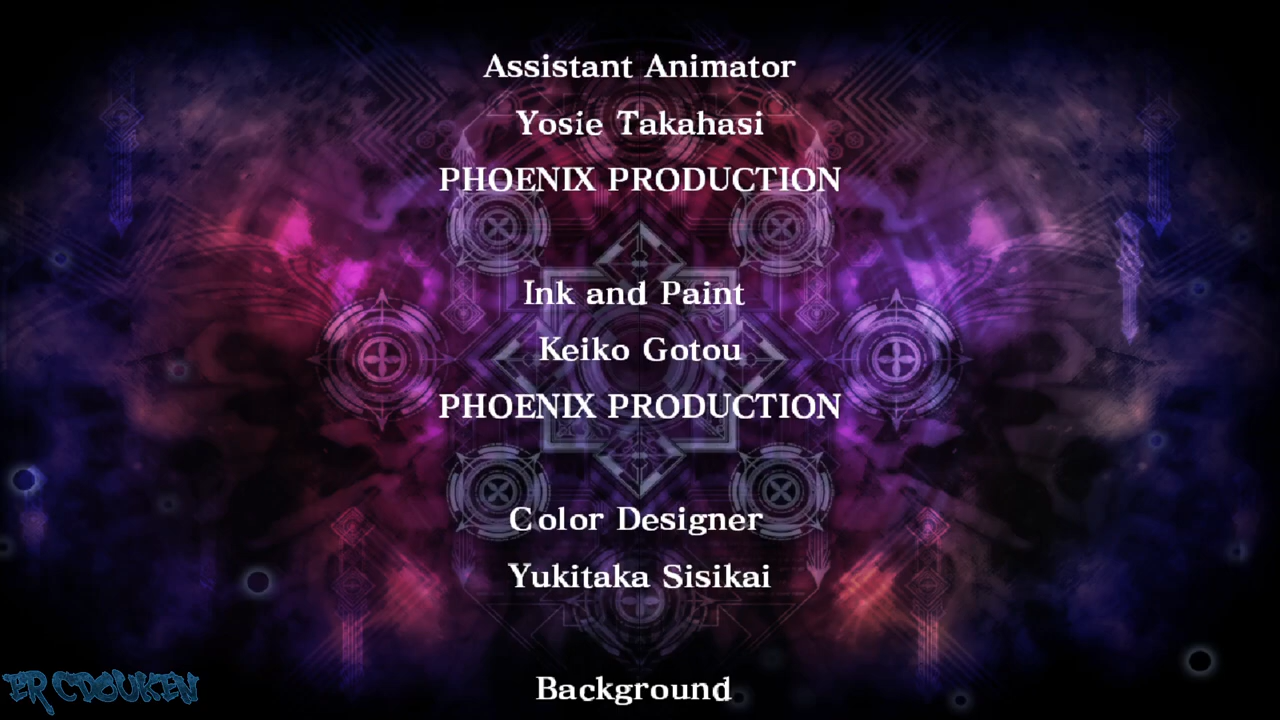 Assistant Animator
Yosie Takahasi
PHOENIX PRODUCTION
Ink and Paint
Keiko Gotou
PHOENIX PRODUCTION
Color Designer
Yukitaka Sisikai
Background